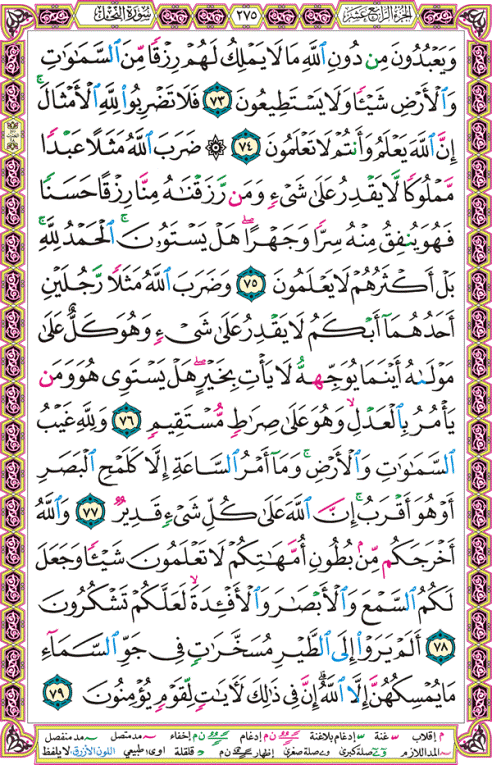 الجزء الرابع عشر ٢٧٥ سورة النحل
وَيَعْبُدُونَ مِن دُونِ ٱللَّهِ مَا لَا يَمْلِكُ لَهُمْ رِزْقًا مِّنَ ٱلسَّمَٰوَٰتِ
وَٱلْأَرْضِ شَيْـًٔا وَلَا يَسْتَطِيعُونَ ٧٣ فَلَا تَضْرِبُوا۟ لِلَّهِ ٱلْأَمْثَالَ ۚ
إِنَّ ٱللَّهَ يَعْلَمُ وَأَنتُمْ لَا تَعْلَمُونَ ٧٤ ۞ ضَرَبَ ٱللَّهُ مَثَلًا عَبْدًا
مَّمْلُوكًا لَّا يَقْدِرُ عَلَىٰ شَىْءٍ وَمَن رَّزَقْنَٰهُ مِنَّا رِزْقًا حَسَنًا
فَهُوَ يُنفِقُ مِنْهُ سِرًّا وَجَهْرًا ۖ هَلْ يَسْتَوُۥنَ ۚ ٱلْحَمْدُ لِلَّهِ ۚ
بَلْ أَكْثَرُهُمْ لَا يَعْلَمُونَ ٧٥ وَضَرَبَ ٱللَّهُ مَثَلًا رَّجُلَيْنِ
أَحَدُهُمَآ أَبْكَمُ لَا يَقْدِرُ عَلَىٰ شَىْءٍ وَهُوَ كَلٌّ عَلَىٰ
مَوْلَىٰهُ أَيْنَمَا يُوَجِّههُّ لَا يَأْتِ بِخَيْرٍ ۖ هَلْ يَسْتَوِى هُوَ وَمَن
يَأْمُرُ بِٱلْعَدْلِ ۙ وَهُوَ عَلَىٰ صِرَٰطٍ مُّسْتَقِيمٍ ٧٦ وَلِلَّهِ غَيْبُ
ٱلسَّمَٰوَٰتِ وَٱلْأَرْضِ ۚ وَمَآ أَمْرُ ٱلسَّاعَةِ إِلَّا كَلَمْحِ ٱلْبَصَرِ
أَوْ هُوَ أَقْرَبُ ۚ إِنَّ ٱللَّهَ عَلَىٰ كُلِّ شَىْءٍ قَدِيرٌ ٧٧ وَٱللَّهُ
أَخْرَجَكُم مِّنۢ بُطُونِ أُمَّهَٰتِكُمْ لَا تَعْلَمُونَ شَيْـًٔا وَجَعَلَ
لَكُمُ ٱلسَّمْعَ وَٱلْأَبْصَٰرَ وَٱلْأَفْـِٔدَةَ ۙ لَعَلَّكُمْ تَشْكُرُونَ
٧٨ أَلَمْ يَرَوْا۟ إِلَى ٱلطَّيْرِ مُسَخَّرَٰتٍ فِى جَوِّ ٱلسَّمَآءِ
مَا يُمْسِكُهُنَّ إِلَّا ٱللَّهُ ۗ إِنَّ فِى ذَٰلِكَ لَـَٔايَٰتٍ لِّقَوْمٍ يُؤْمِنُونَ ٧٩
م إقلاب س غنة س إدغام بلاغنة ن م إدغام ن م إخفاء مد متصل مد منفصل
المد اللازم صلة كبرى وصلة صغرى إظهار ن م قلقلة اوى: طبيعي اللون الأزرق: لا يلفظ